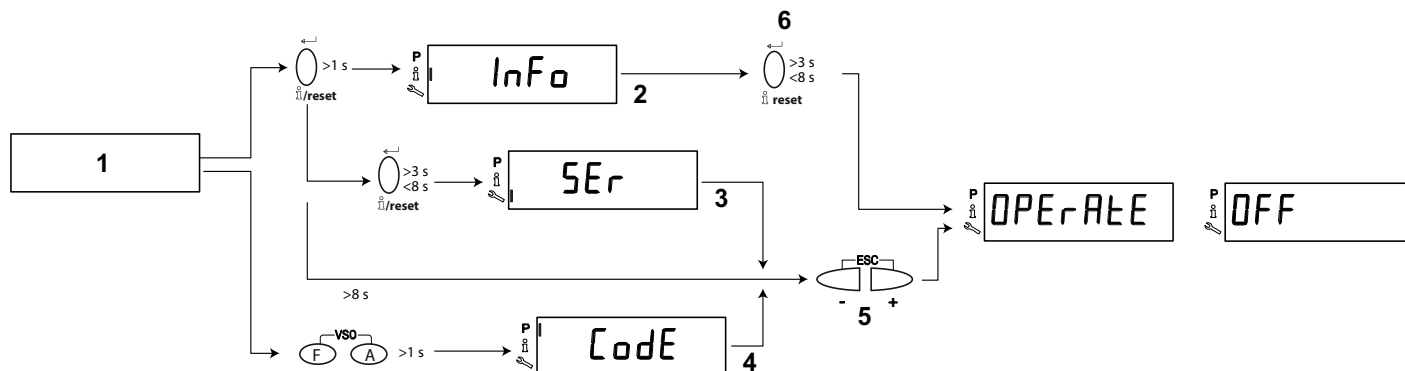 6
>1 s
i/reset
P
i
InFo
2
>3 s
<8 s
i reset
1
>3 s
<8 s
i/reset
P
i
SEr
3
P
i
OPErAtE
P
i
OFF
ESC
- +
5
>8 s
VSO
F A
>1 s
P
i
CodE
4